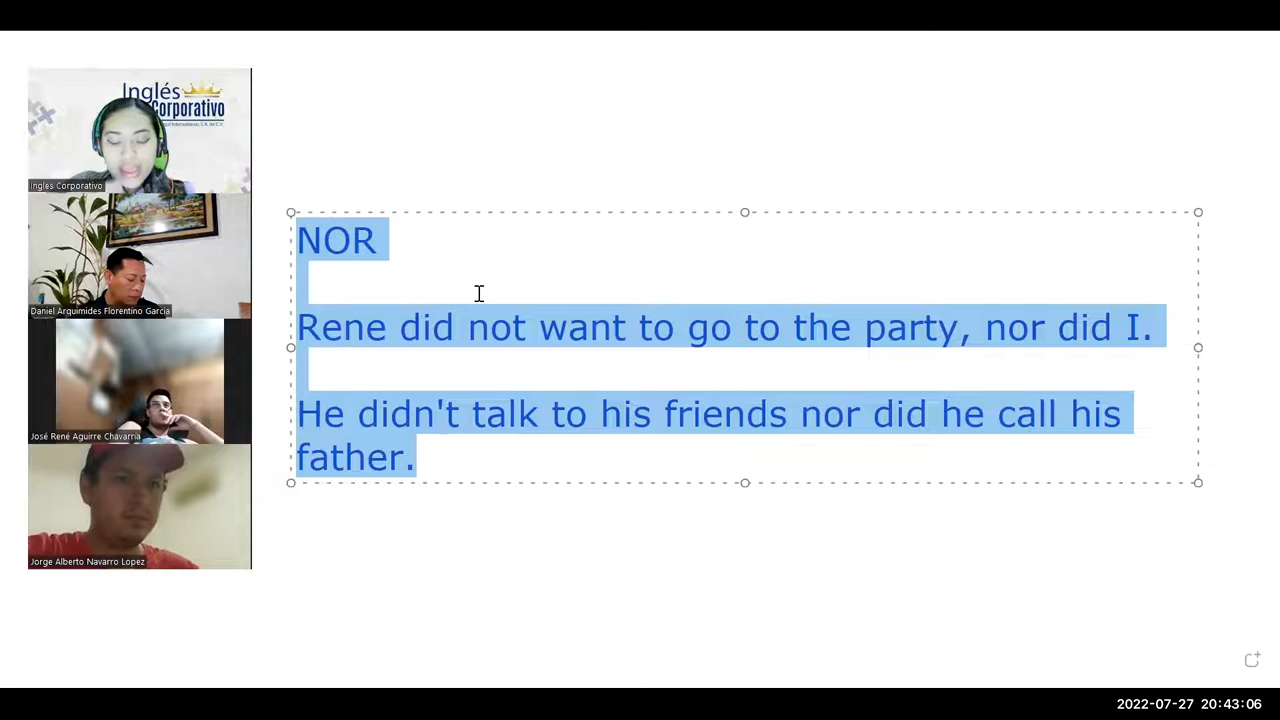 Inglés
Corporativo
Ingles Corporativo
Daniel Arquimides Florentino Garcia
José René Aguirre Chavarría
Jorge Alberto Navarro Lopez
NOR
Rene did not want to go to the party, nor did I.
He didn't talk to his friends nor did he call his
father.
2022-07-27 20:43:06